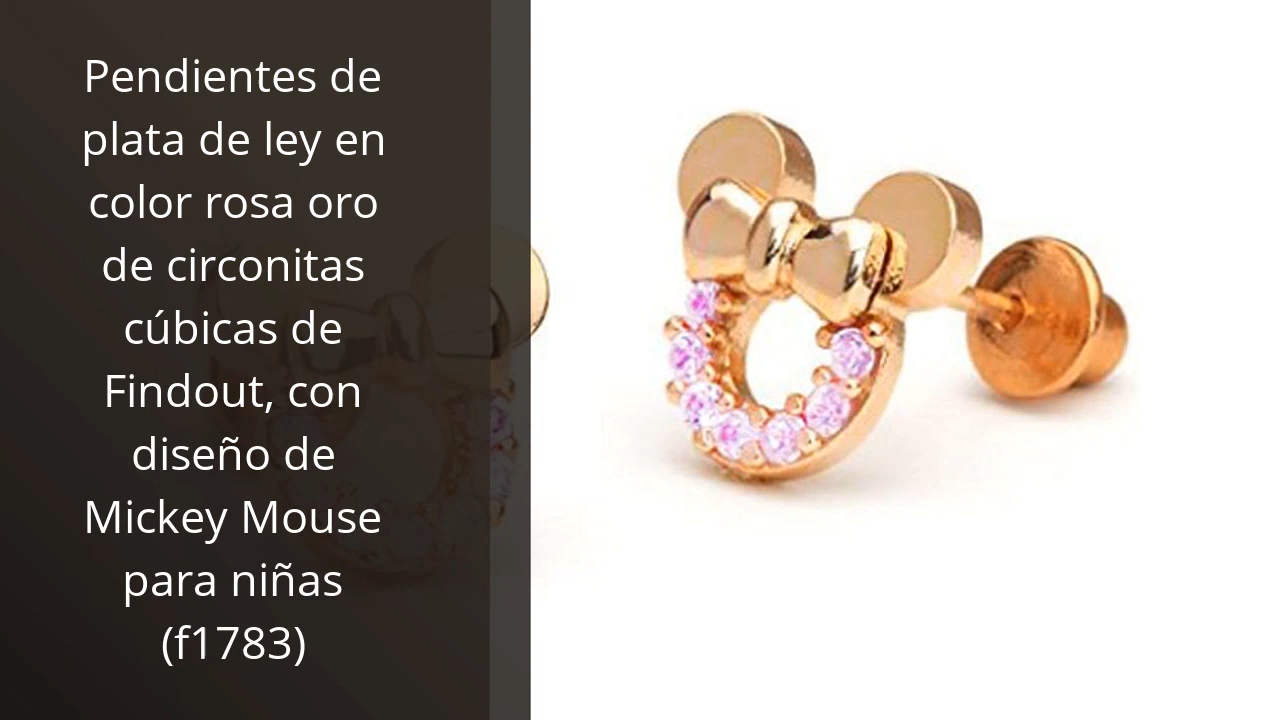 Pendientes de
plata de ley en
color rosa oro
de circonitas
cúbicas de
Findout, con
diseño de
Mickey Mouse
para niñas
(f1783)